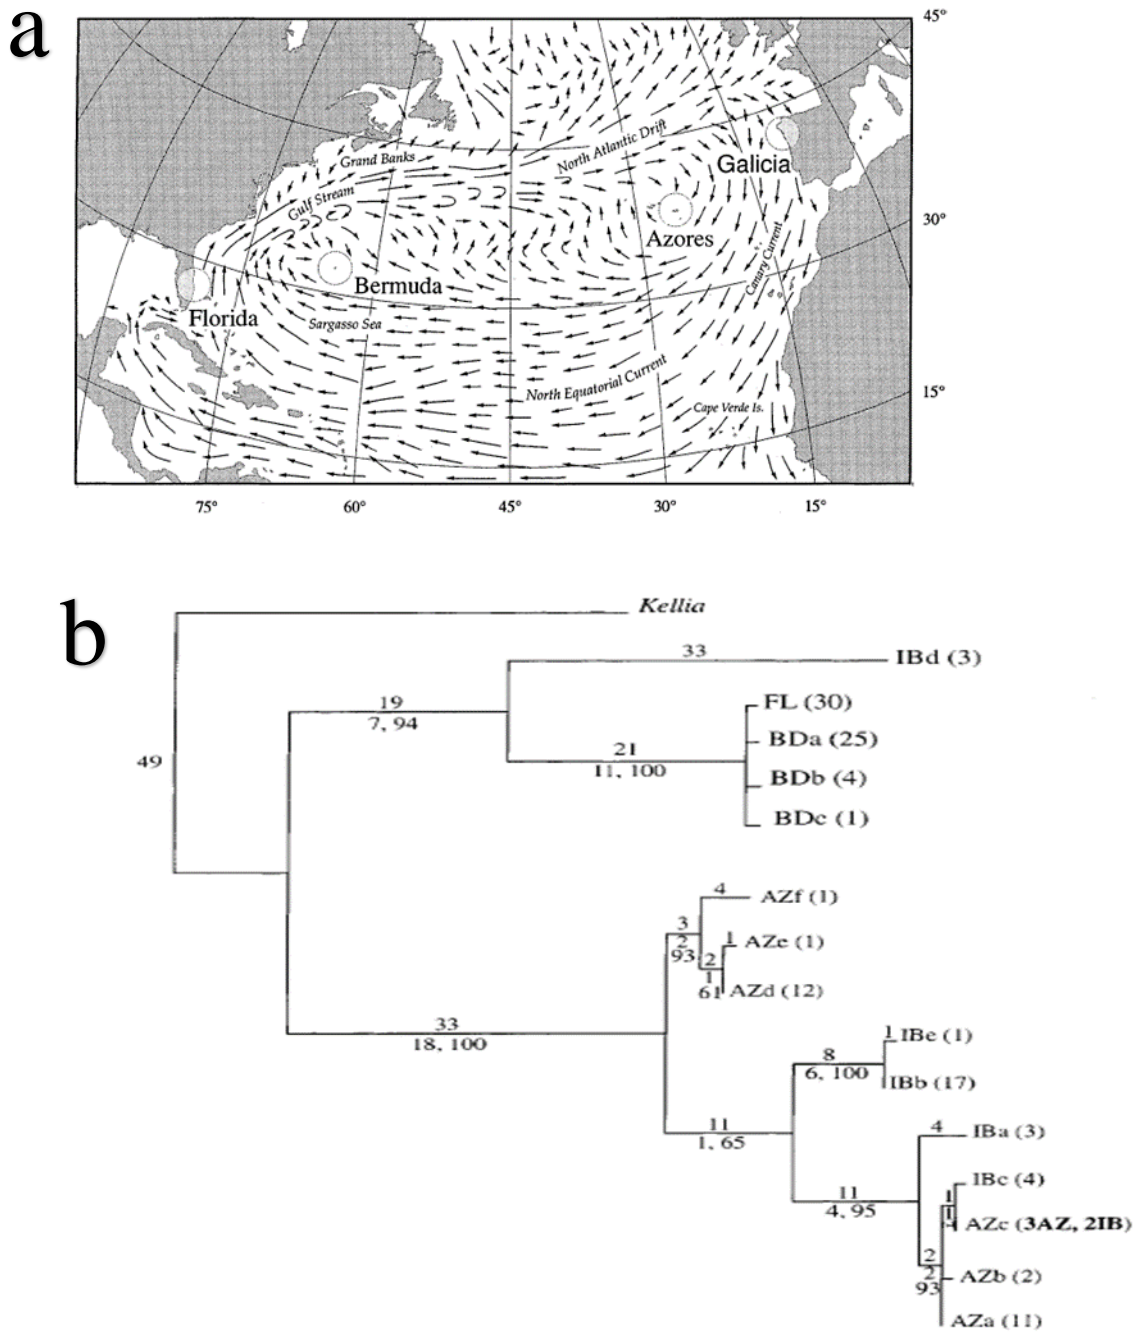 a
45°
Grand Banks
North Atlantic Drift
Galicia
Gulf Stream
30°
Azores
Canary Current
Bermuda
Florida
Sargasso Sea
North Equatorial Current
15°
Cape Verde Is.
75°
60°
45°
30°
15°
b
Kellia
33
IBd (3)
19
7, 94
FL (30)
BDa (25)
21
11, 100
49
BDb (4)
BDc (1)
4
AZf (1)
3
2
93
1
AZe (1)
2
1
61
AZd (12)
33
18, 100
1
IBe (1)
8
6, 100
IBb (17)
11
1, 65
4
IBa (3)
11
4, 95
IBc (4)
1
1
AZc (3AZ, 2IB)
2
2
93
AZb (2)
AZa (11)